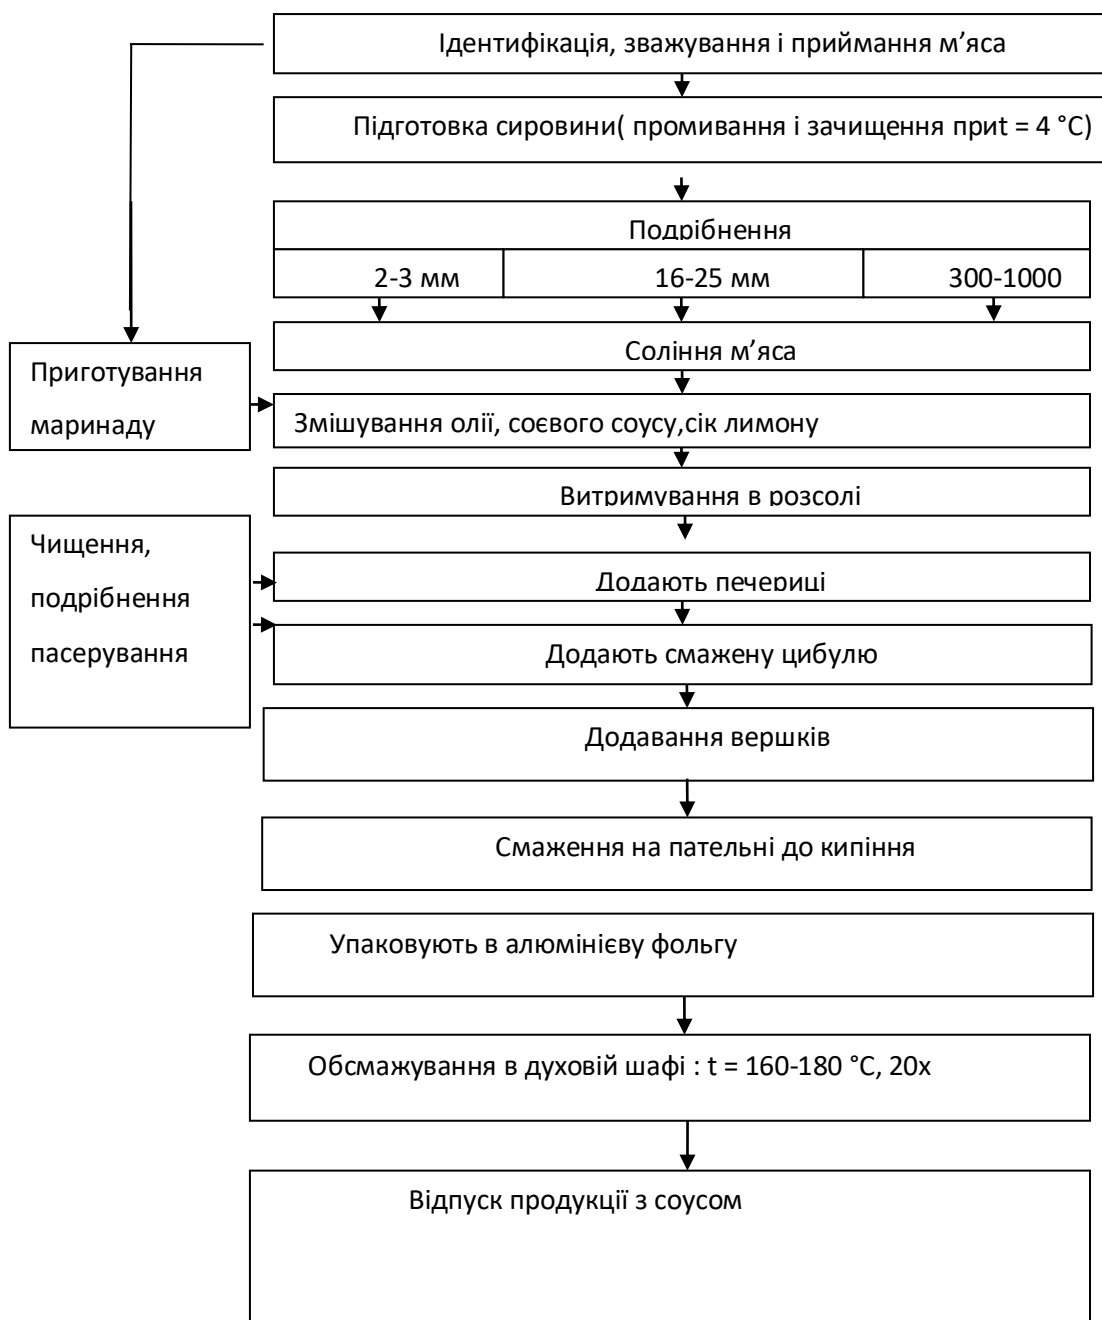 Ідентифікація, зважування і приймання м’яса
Підготовка сировини( промивання і зачищення приt = 4 °C)
Подрібнення
2-3 мм
16-25 мм
300-1000
Соління м’яса
Приготування
маринаду
Змішування олії, соєвого соусу,сік лимону
Витримування в розсолі
Чищення,
подрібнення
пасерування
Додають печериці
Додають смажену цибулю
Додавання вершків
Смаження на пательні до кипіння
Упаковують в алюмінієву фольгу
Обсмажування в духовій шафі : t = 160-180 °C, 20х
Відпуск продукції з соусом